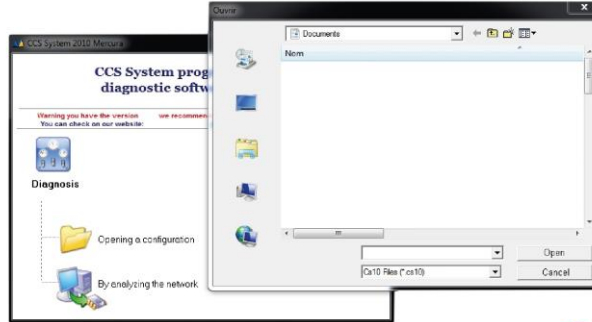 CCS System 2010 Mercura
CCS System prog
diagnostic softw
Warning you have the version we recommen
You can check on our website:
Diagnosis
Opening a configuration
By analyzing the network
Ouvrir
Documents
Nom
Open
Cs10 Files (*.cs10)
Cancel